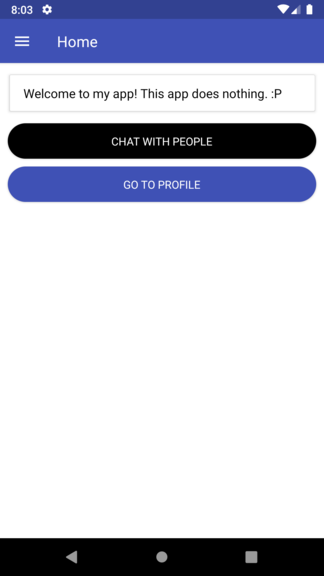 8:03
Home
Welcome to my app! This app does nothing. :P
CHAT WITH PEOPLE
GO TO PROFILE